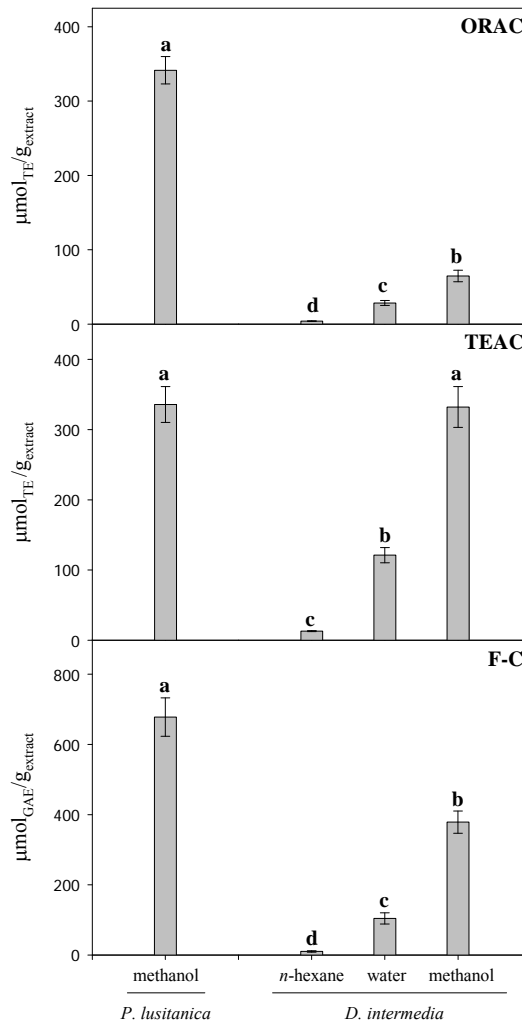 ORAC
400
a
300
μmolTE/gextract
200
100
b
c
d
0
TEAC
400
a a
300
μmolTE/gextract
200
b
100
c
0
F-C
800
a
600
μmolGAE/gextract
b
400
200
c
d
0
methanol n-hexane water methanol
P. lusitanica D. intermedia